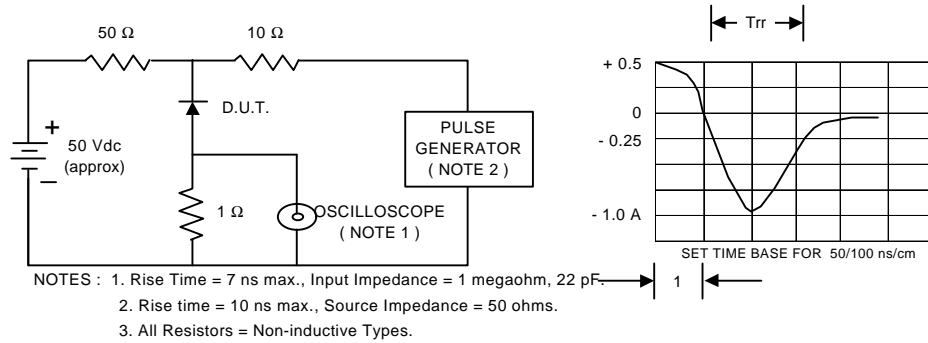 50 Ω
10 Ω
Trr
+ 0.5
D.U.T.
0
+
50 Vdc
(approx)
PULSE
GENERATOR
( NOTE 2 )
- 0.25
1 Ω
OSCILLOSCOPE
( NOTE 1 )
- 1.0 A
SET TIME BASE FOR 50/100 ns/cm
1
NOTES : 1. Rise Time = 7 ns max., Input Impedance = 1 megaohm, 22 pF.
2. Rise time = 10 ns max., Source Impedance = 50 ohms.
3. All Resistors = Non-inductive Types.